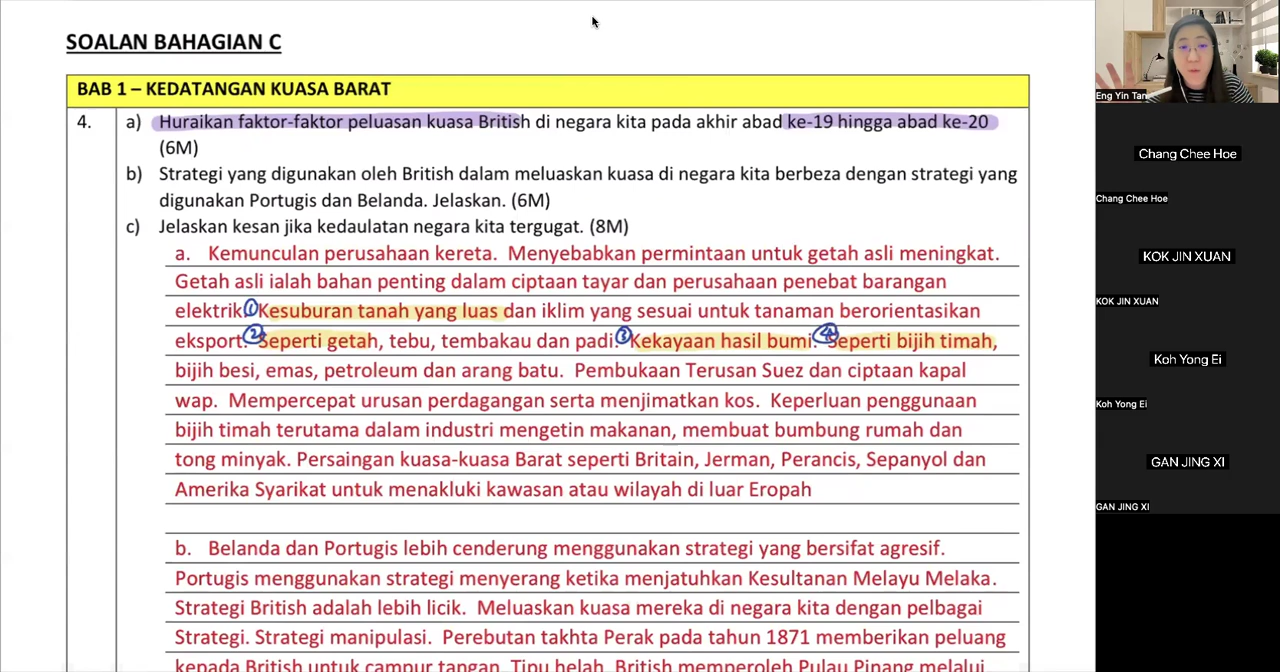 SOALAN BAHAGIAN C
BAB 1 – KEDATANGAN KUASA BARAT
4. a) Huraikan faktor-faktor peluasan kuasa British di negara kita pada akhir abad ke-19 hingga abad ke-20
(6M)
b) Strategi yang digunakan oleh British dalam meluaskan kuasa di negara kita berbeza dengan strategi yang
digunakan Portugis dan Belanda. Jelaskan. (6M)
c) Jelaskan kesan jika kedaulatan negara kita tergugat. (8M)
a. Kemunculan perusahaan kereta. Menyebabkan permintaan untuk getah asli meningkat.
Getah asli ialah bahan penting dalam ciptaan tayar dan perusahaan penebat barangan
elektrik. ① Kesuburan tanah yang luas dan iklim yang sesuai untuk tanaman berorientasikan
eksport. ② Seperti getah, tebu, tembakau dan padi. ③ Kekayaan hasil bumi. ④ Seperti bijih timah,
bijih besi, emas, petroleum dan arang batu. Pembukaan Terusan Suez dan ciptaan kapal
wap. Mempercepat urusan perdagangan serta menjimatkan kos. Keperluan penggunaan
bijih timah terutama dalam industri mengetin makanan, membuat bumbung rumah dan
tong minyak. Persaingan kuasa-kuasa Barat seperti Britain, Jerman, Perancis, Sepanyol dan
Amerika Syarikat untuk menakluki kawasan atau wilayah di luar Eropah
b. Belanda dan Portugis lebih cenderung menggunakan strategi yang bersifat agresif.
Portugis menggunakan strategi menyerang ketika menjatuhkan Kesultanan Melayu Melaka.
Strategi British adalah lebih licik. Meluaskan kuasa mereka di negara kita dengan pelbagai
Strategi. Strategi manipulasi. Perebutan takhta Perak pada tahun 1871 memberikan peluang
kepada British untuk campur tangan. Tipu helah. British memperoleh Pulau Pinang melalui
Eng Yin Tan
Chang Chee Hoe
Chang Chee Hoe
KOK JIN XUAN
KOK JIN XUAN
Koh Yong Ei
Koh Yong Ei
GAN JING XI
GAN JING XI